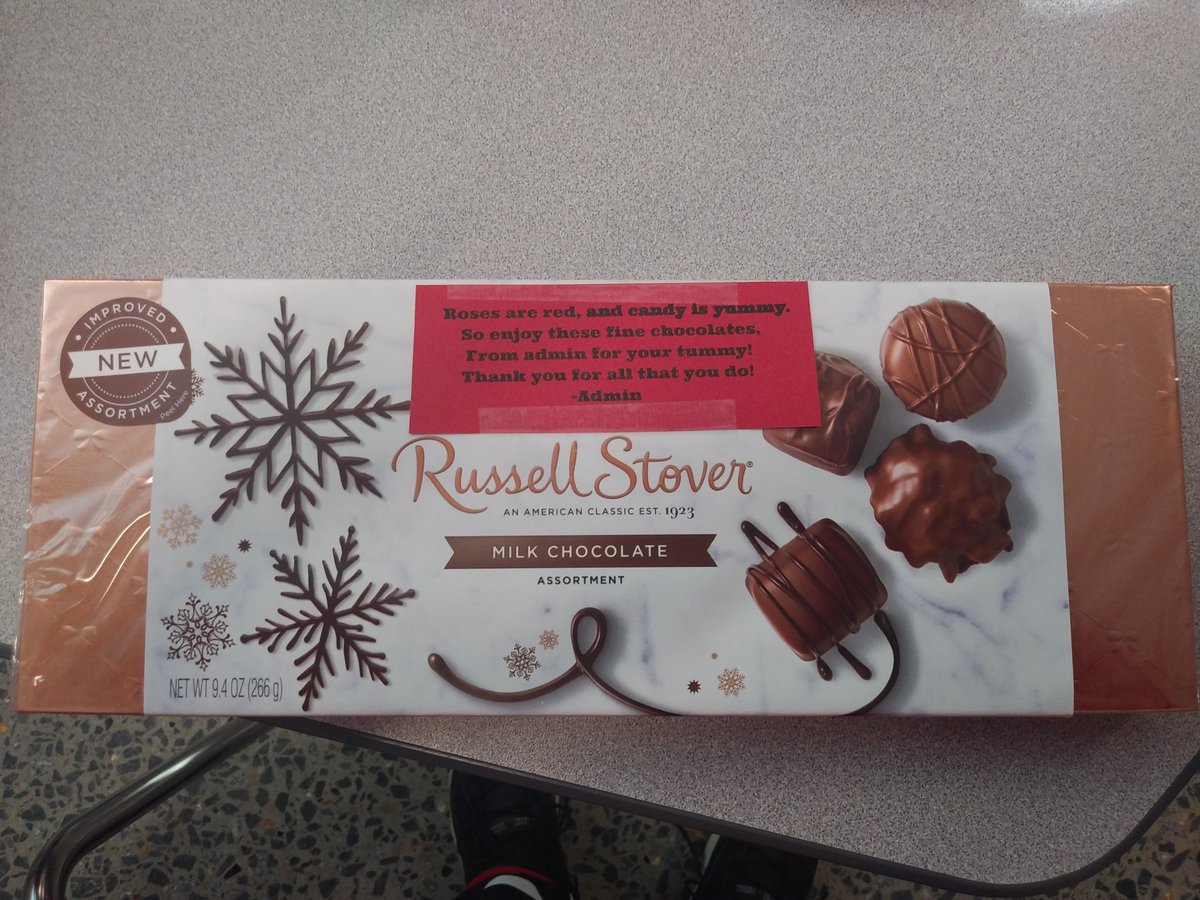 IMPROVED
NEW
ASSORTMENT
Peel Here
Roses are red, and candy is yummy.
So enjoy these fine chocolates,
From admin for your tummy!
Thank you for all that you do!
-Admin
Russell Stover®
AN AMERICAN CLASSIC EST. 1923
MILK CHOCOLATE
ASSORTMENT
NET WT 9.4 OZ (266 g)